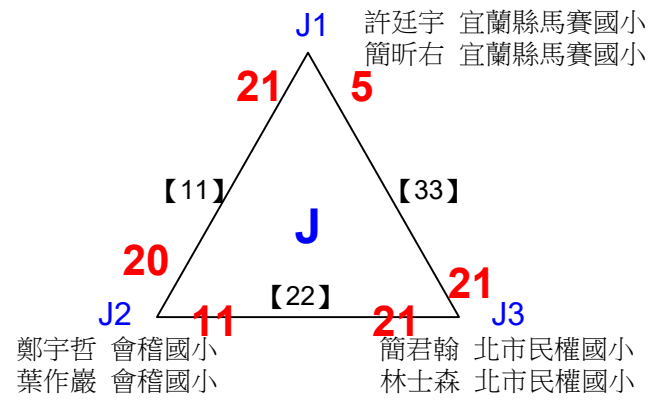 J1
許廷宇 宜蘭縣馬賽國小
簡昕右 宜蘭縣馬賽國小
21
5
【11】
【33】
J
20
21
【22】
J2
11
21
J3
鄭宇哲 會稽國小
簡君翰 北市民權國小
葉作巖 會稽國小
林士森 北市民權國小